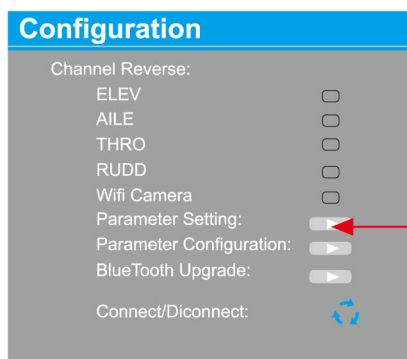 Configuration
Channel Reverse:
ELEV
AILE
THRO
RUDD
Wifi Camera
Parameter Setting:
Parameter Configuration:
BlueTooth Upgrade:
Connect/Diconnect: